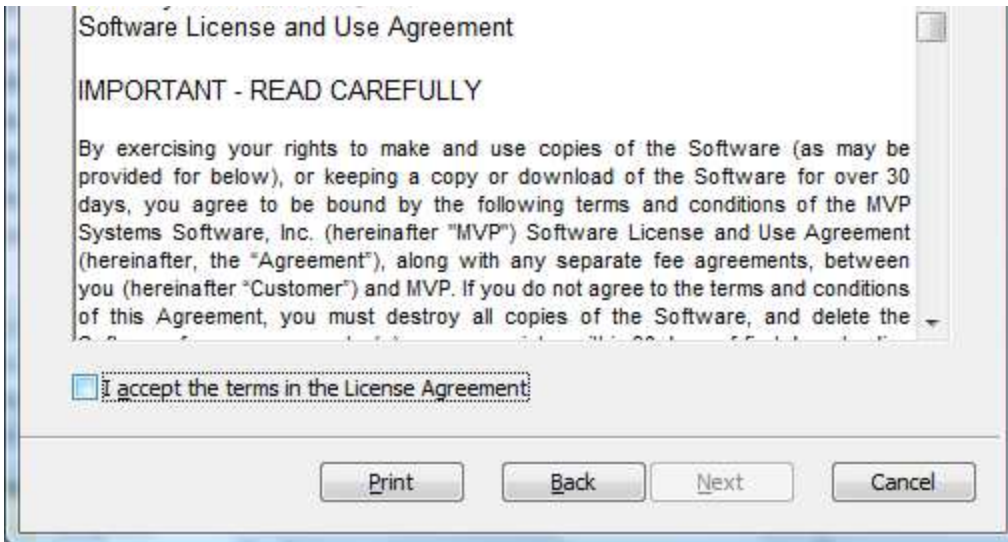 Software License and Use Agreement
IMPORTANT - READ CAREFULLY
By exercising your rights to make and use copies of the Software (as may be
provided for below), or keeping a copy or download of the Software for over 30
days, you agree to be bound by the following terms and conditions of the MVP
Systems Software, Inc. (hereinafter "MVP") Software License and Use Agreement
(hereinafter, the “Agreement”), along with any separate fee agreements, between
you (hereinafter “Customer”) and MVP. If you do not agree to the terms and conditions
of this Agreement, you must destroy all copies of the Software, and delete the
I accept the terms in the License Agreement
Print Back Next Cancel